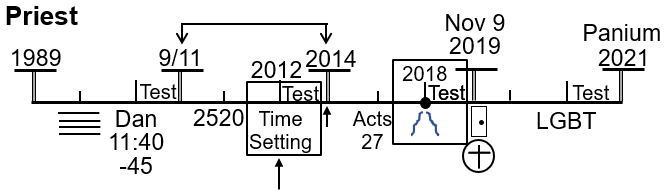 Priest
1989
9/11
2012
2014
2018
Nov 9
2019
Panium
2021
Test
Test
Test
Test
Dan
11:40
-45
2520
Time
Setting
Acts
27
LGBT